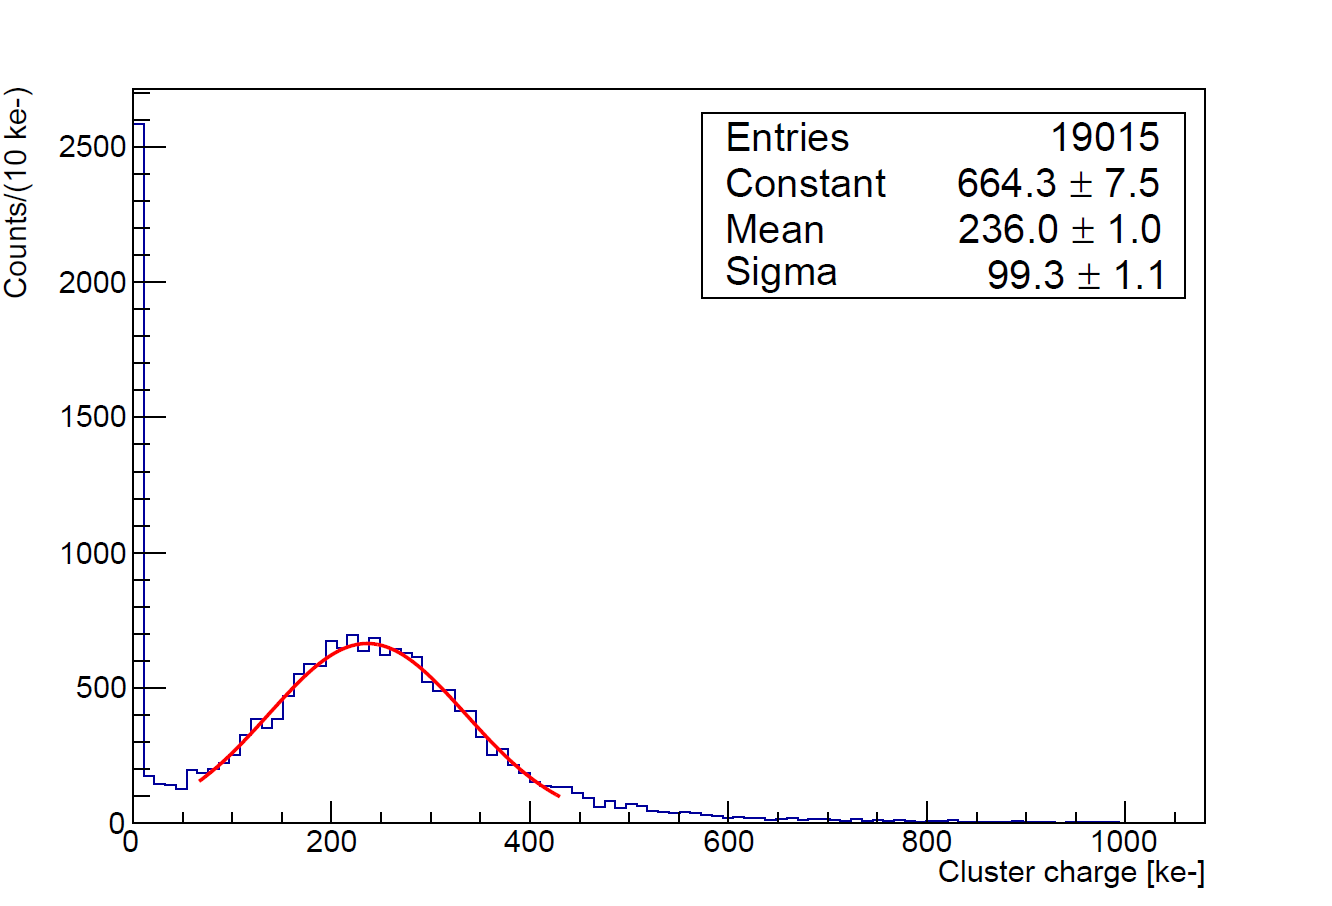 Counts/(10 ke-)
2500
2000
1500
1000
500
0
Entries 19015
Constant 664.3 ± 7.5
Mean 236.0 ± 1.0
Sigma 99.3 ± 1.1
0 200 400 600 800 1000
Cluster charge [ke-]